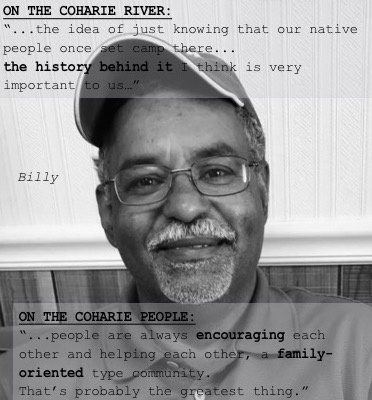 ON THE COHARIE RIVER:
“...the idea of just knowing that our native
people once set camp there...
the history behind it I think is very
important to us…”
Billy
ON THE COHARIE PEOPLE:
“...people are always encouraging each
other and helping each other, a family-
oriented type community.
That’s probably the greatest thing.”